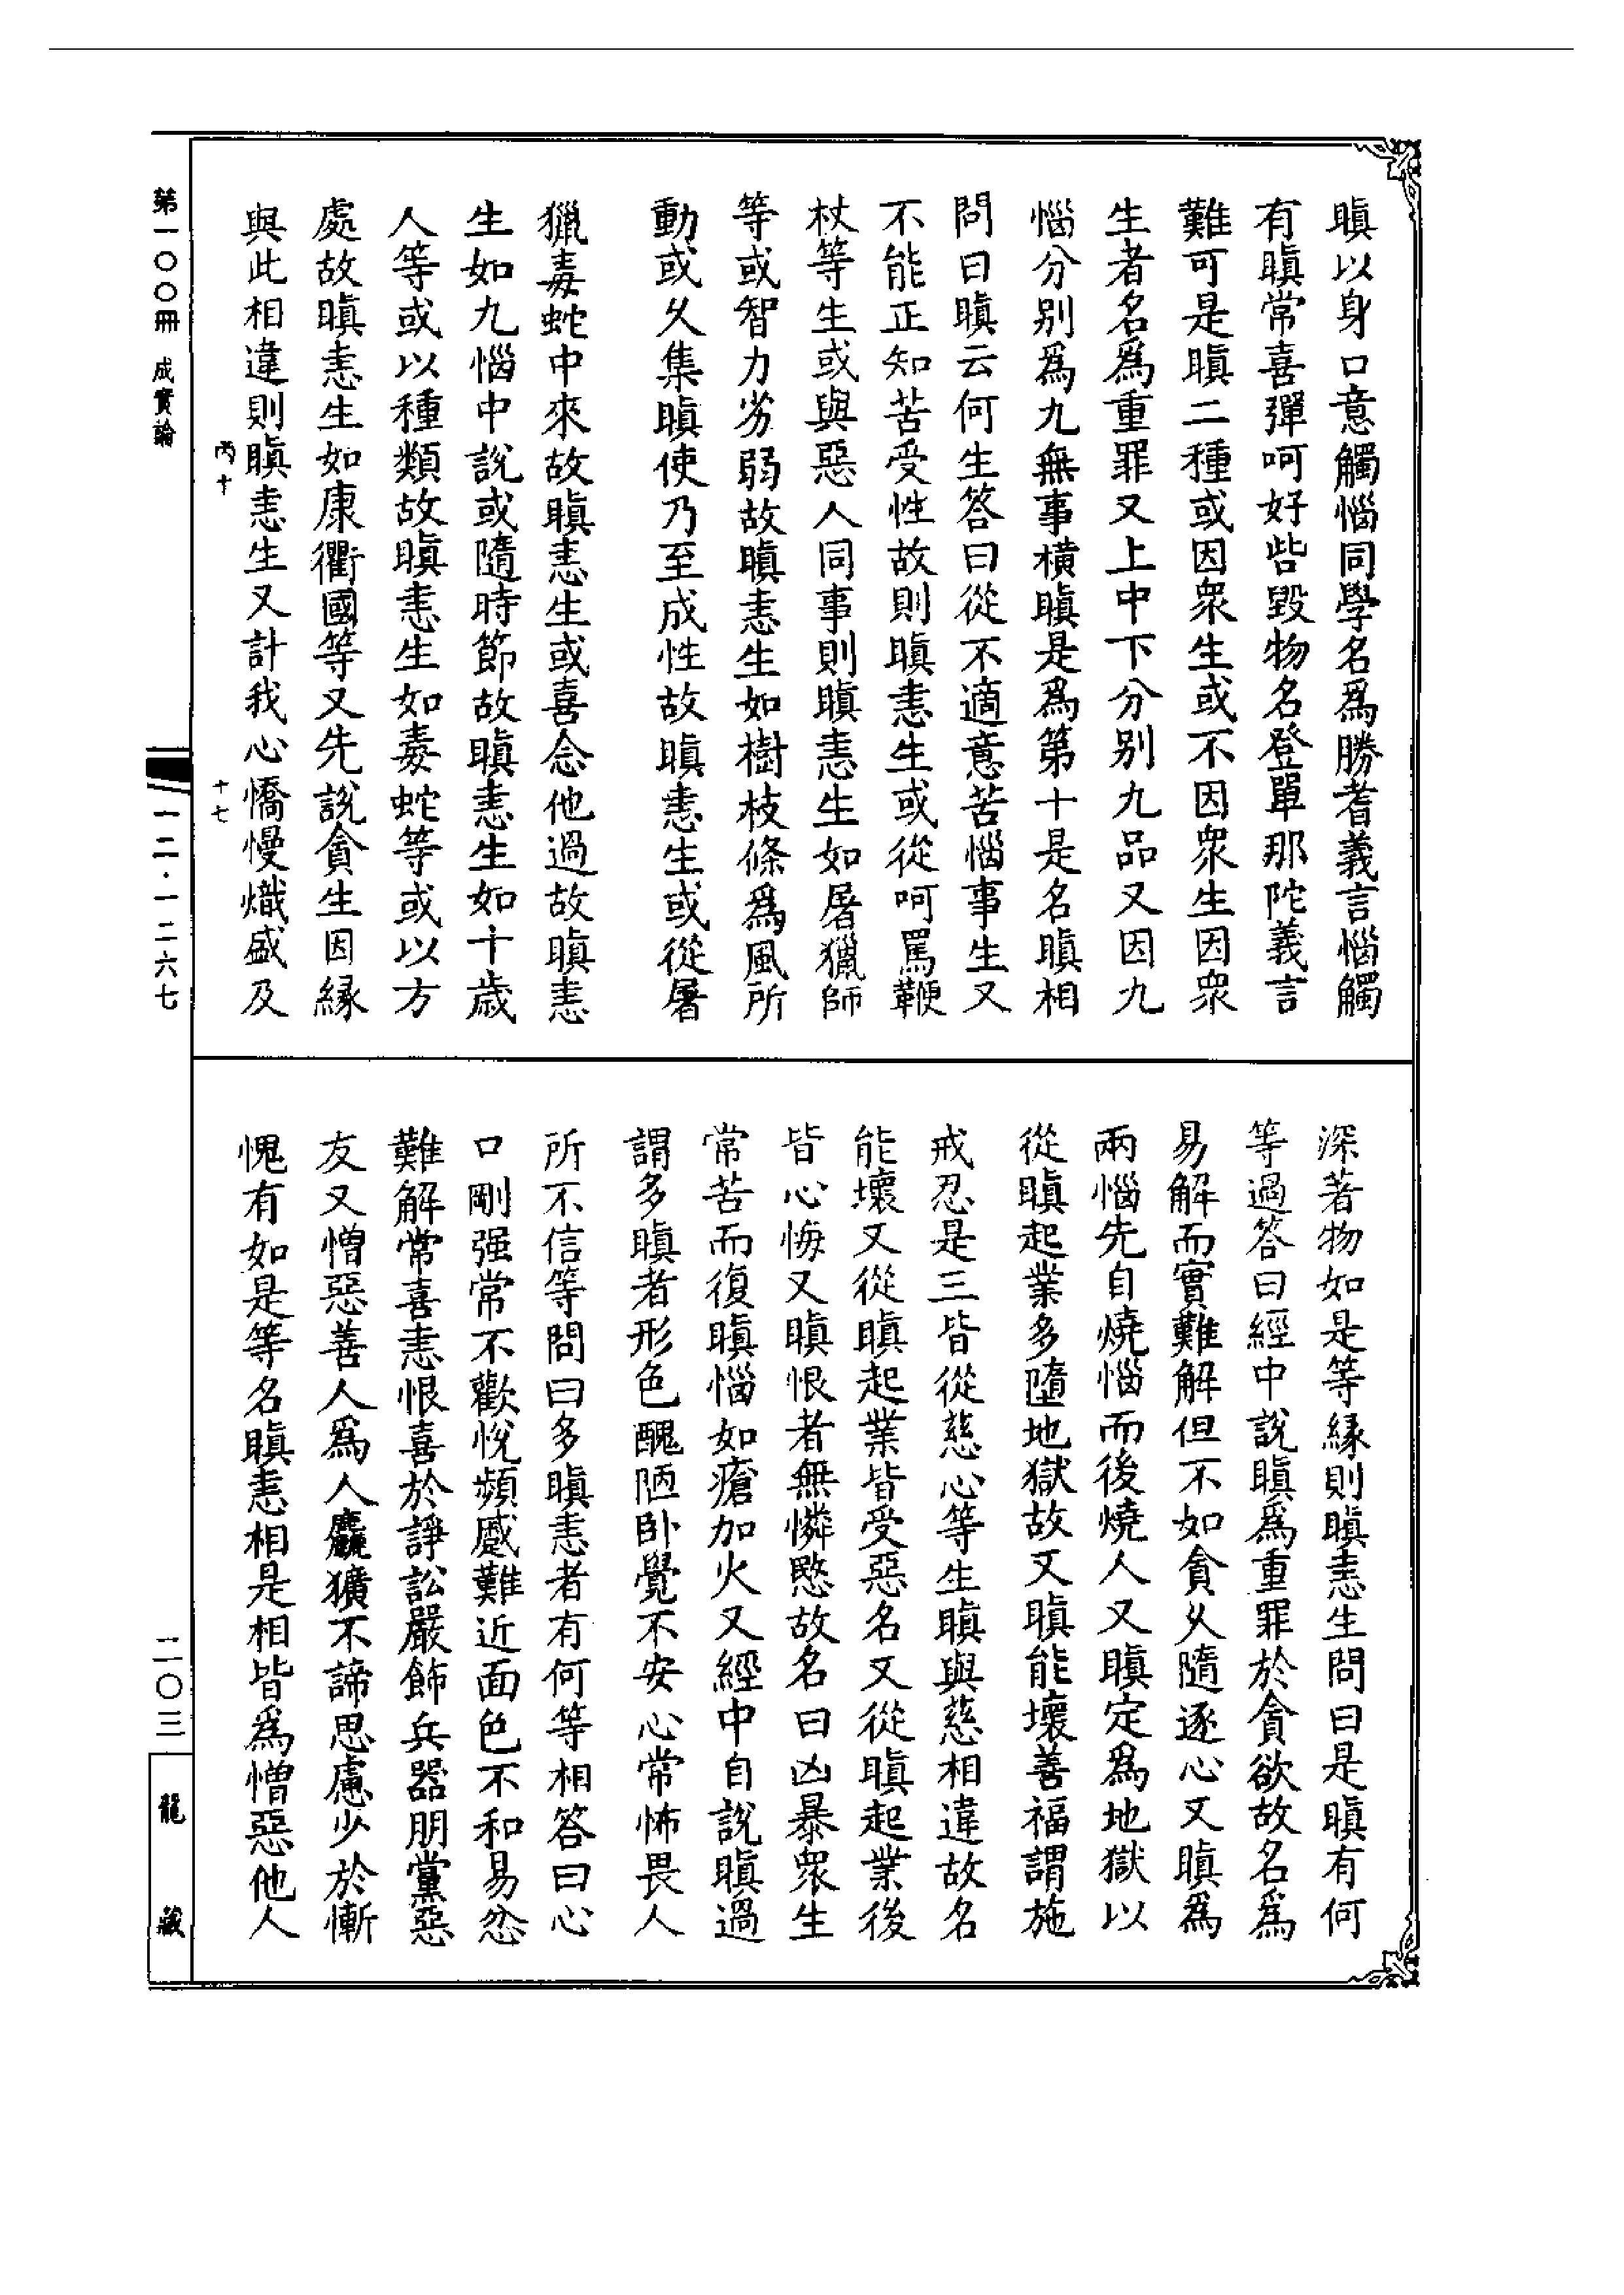 瞋以身口意觸惱同學名爲勝耆義言惱觸
有瞋常喜彈呵好呰毀物名登單那陀義言
難可是瞋二種或因衆生或不因衆生因衆
生者名爲重罪又上中下分别九品又因九
惱分别爲九無事横瞋是爲第十是名瞋相
問曰瞋云何生答曰從不適意苦惱事生又
不能正知苦受性故則瞋恚生或從呵罵鞭
杖等生或與惡人同事則瞋恚生如屠獵師
等或智力劣弱故瞋恚生如樹枝條爲風所
動或久集瞋使乃至成性故瞋恚生或從屠
獵毒蛇中來故瞋恚生或喜念他過故瞋恚
生如九惱中説或隨時節故瞋恚生如十歳
人等或以種類故瞋恚生如毒蛇等或以方
處故瞋恚生如康衢國等又先説貪生因縁
與此相違則瞋恚生又計我心憍慢熾盛及
深著物如是等縁則瞋恚生問曰是瞋有何
等過答曰經中説瞋爲重罪於貪欲故名爲
易解而實難解但不如貪久隨逐心又瞋爲
兩惱先自燒惱而後燒人又瞋定爲地獄以
從瞋起業多墮地獄故又瞋能壞善福謂施
戒忍是三皆從慈心等生瞋與慈相違故名
能壞又從瞋起業皆受惡名又從瞋起業後
皆心悔又瞋恨者無憐愍故名曰凶暴衆生
常苦而復瞋惱如瘡加火又經中自説瞋過
謂多瞋者形色醜陋卧覺不安心常怖畏人
所不信等問曰多瞋恚者有何等相答曰心
口剛强常不歡悅頻慼難近面色不和易忿
難解常喜恚恨喜於諍訟嚴飾兵器朋黨惡
友又憎惡善人爲人麤獷不諦思慮少於慚
愧有如是等名瞋恚相是相皆爲憎惡他人
丙十
十七
第一〇〇冊 成實論
一二·一二六七
二〇三
龍藏